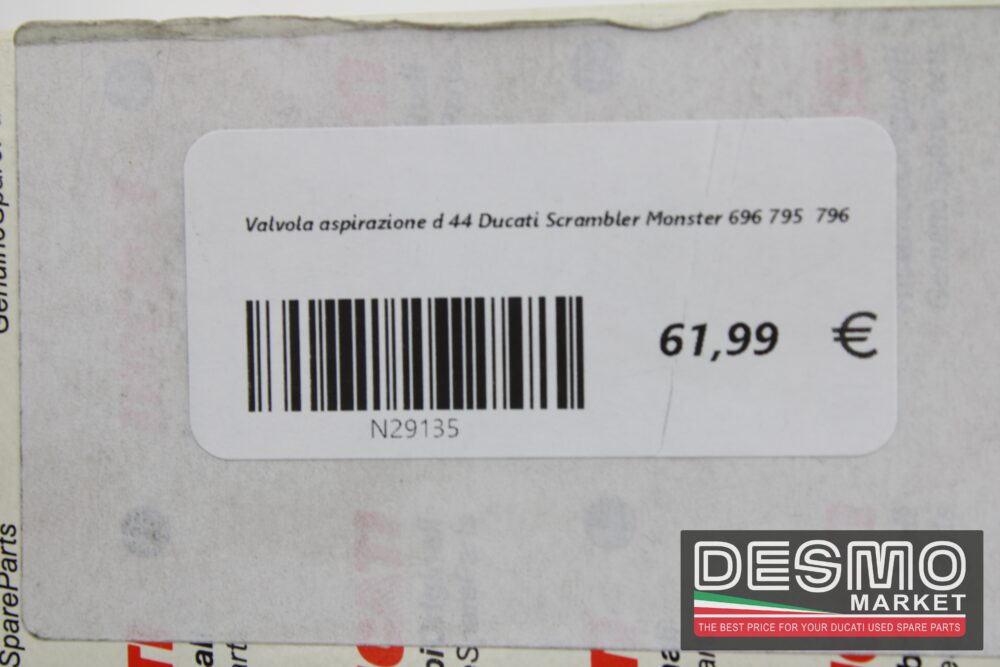 Valvola aspirazione d 44 Ducati Scrambler Monster 696 795  796
61,99 €
N29135
SpareParts
DESMO
MARKET
THE BEST PRICE FOR YOUR DUCATI USED SPARE PARTS